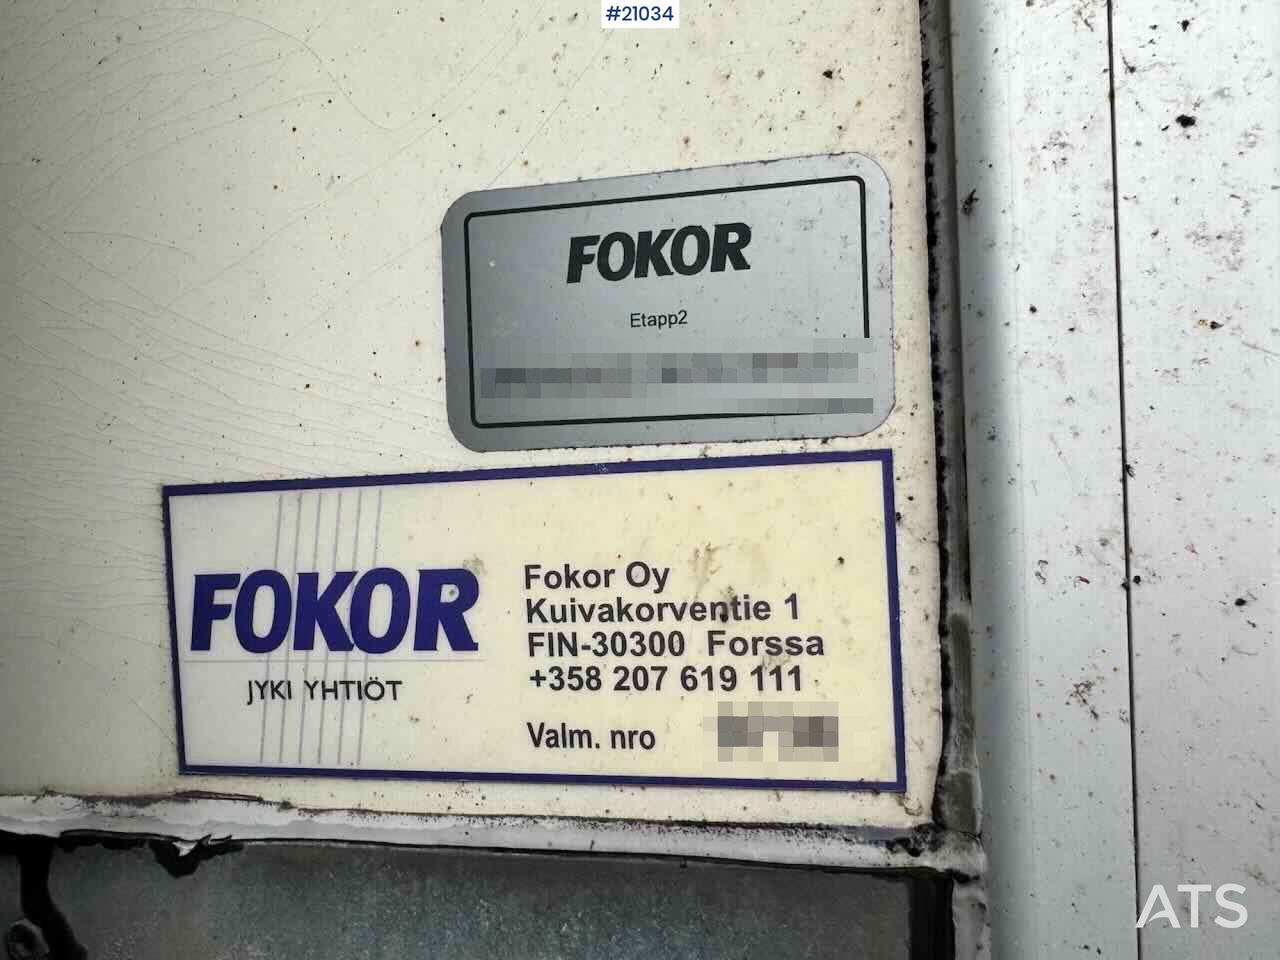 #21034
FOKOR
Etapp2
FOKOR
JYKI YHTIÖT
Fokor Oy
Kuivakorventie 1
FIN-30300 Forssa
+358 207 619 111
Valm. nro
ATS